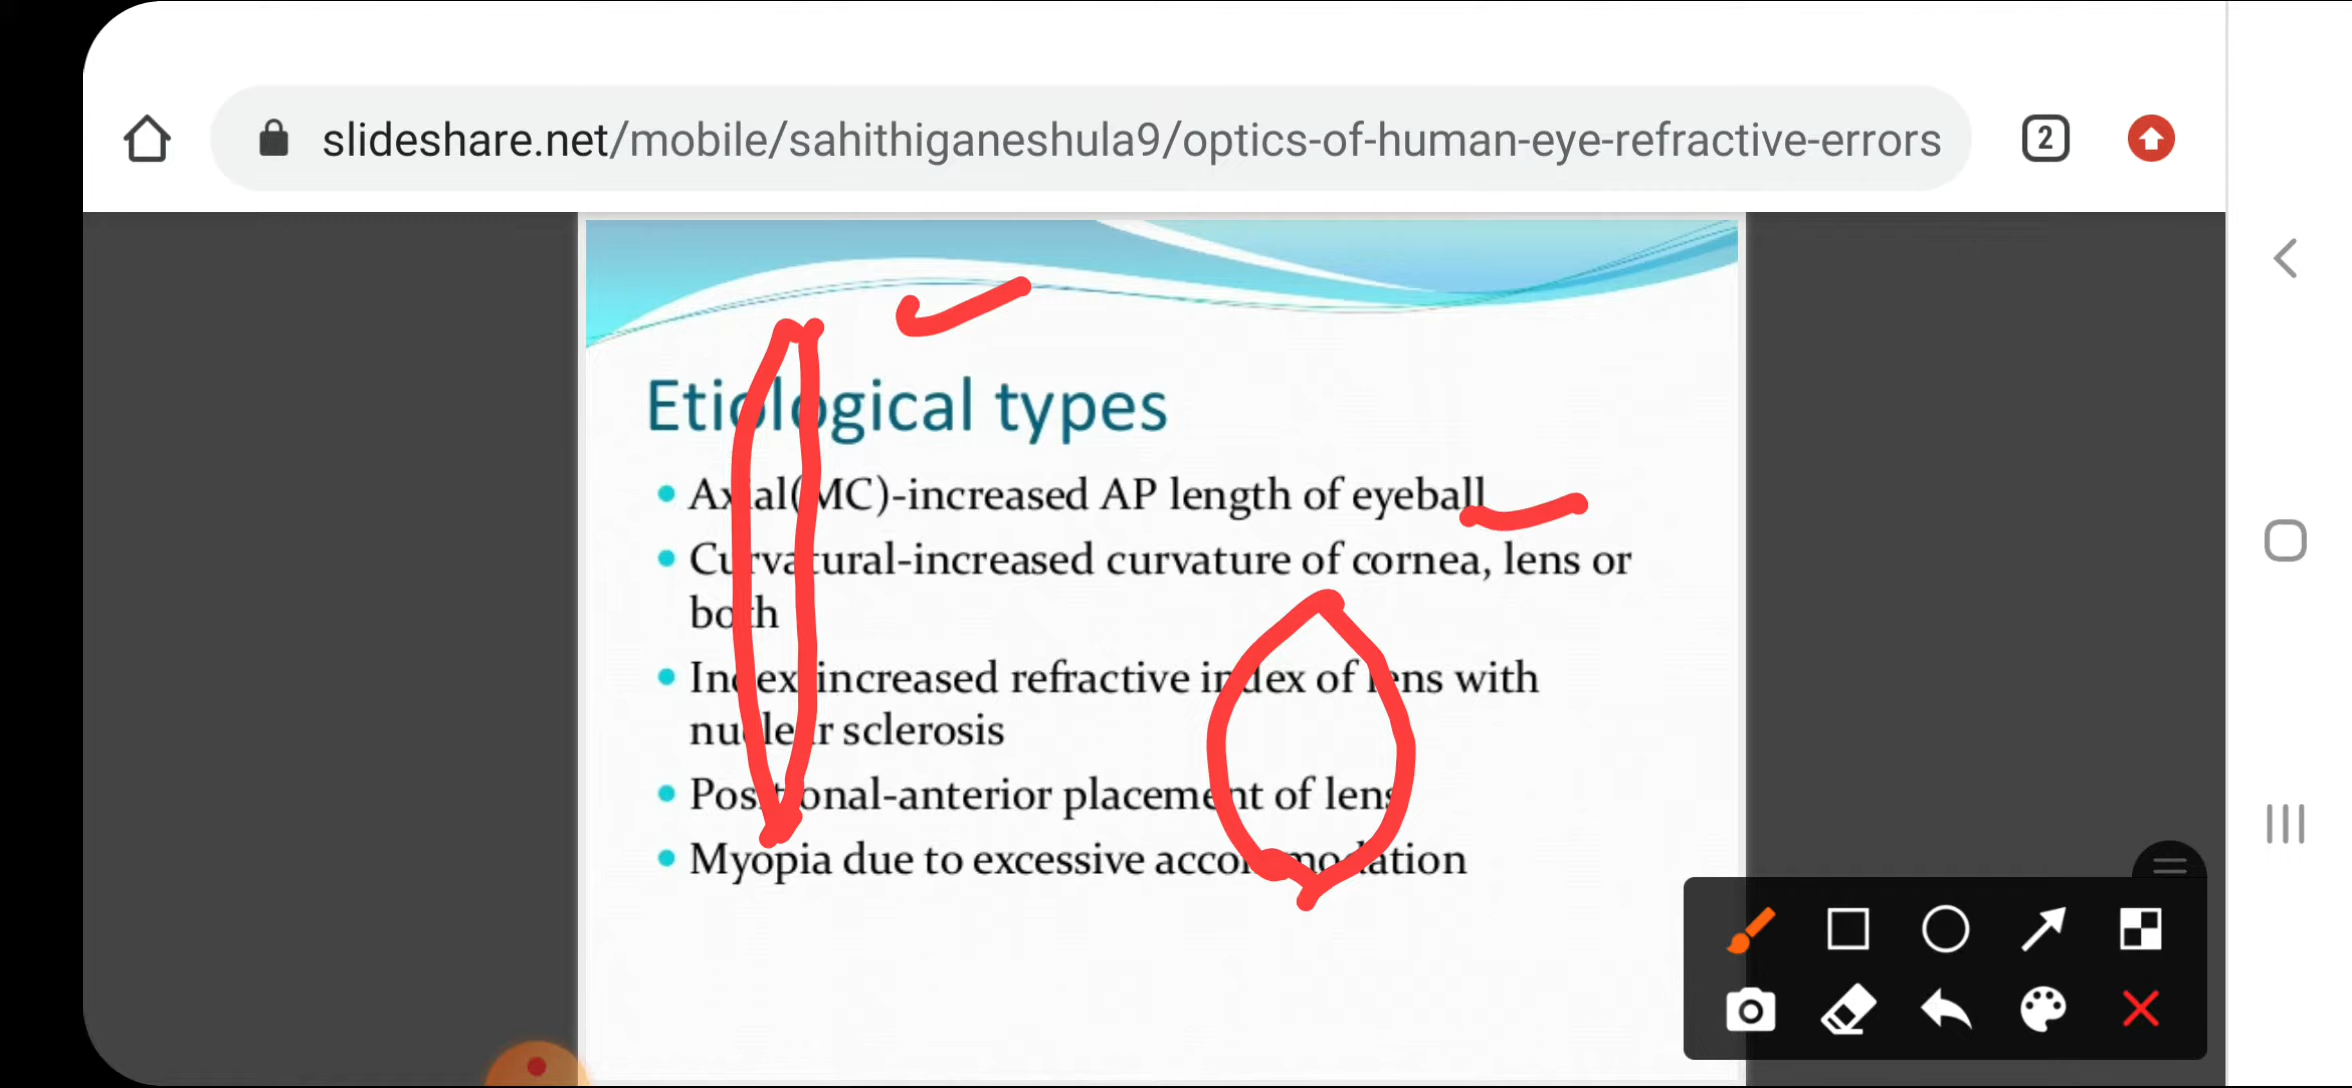 slideshare.net/mobile/sahithiganeshula9/optics-of-human-eye-refractive-errors
2
Etiological types
• Axial(MC)-increased AP length of eyeball
• Curvatural-increased curvature of cornea, lens or
both
• Index-increased refractive index of lens with
nuclear sclerosis
• Positional-anterior placement of lens
• Myopia due to excessive accommodation